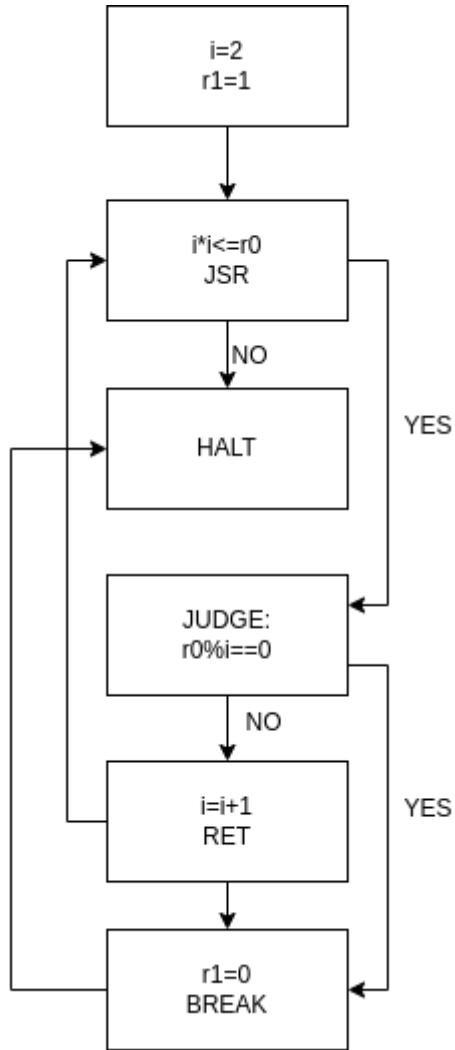 i=2
r1=1
i*i<=r0
JSR
NO
HALT
YES
JUDGE:
r0%i==0
NO
i=i+1
RET
YES
r1=0
BREAK